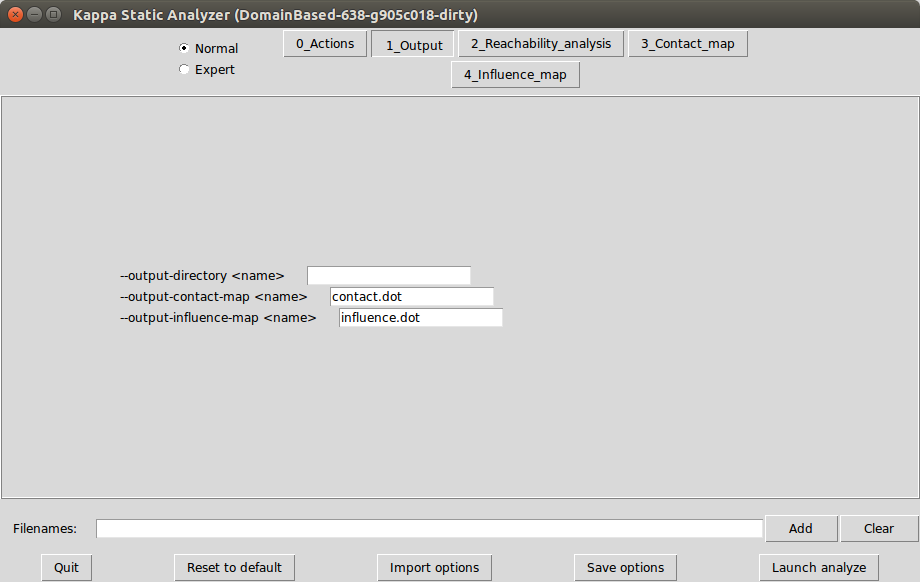 Kappa Static Analyzer (DomainBased-638-g905c018-dirty)
Normal
Expert
0_Actions 1_Output 2_Reachability_analysis 3_Contact_map
4_Influence_map
--output-directory <name>
--output-contact-map <name> contact.dot
--output-influence-map <name> influence.dot
Filenames: Add Clear
Quit Reset to default Import options Save options Launch analyze